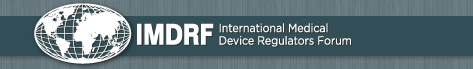 IMDRF
International Medical
Device Regulators Forum